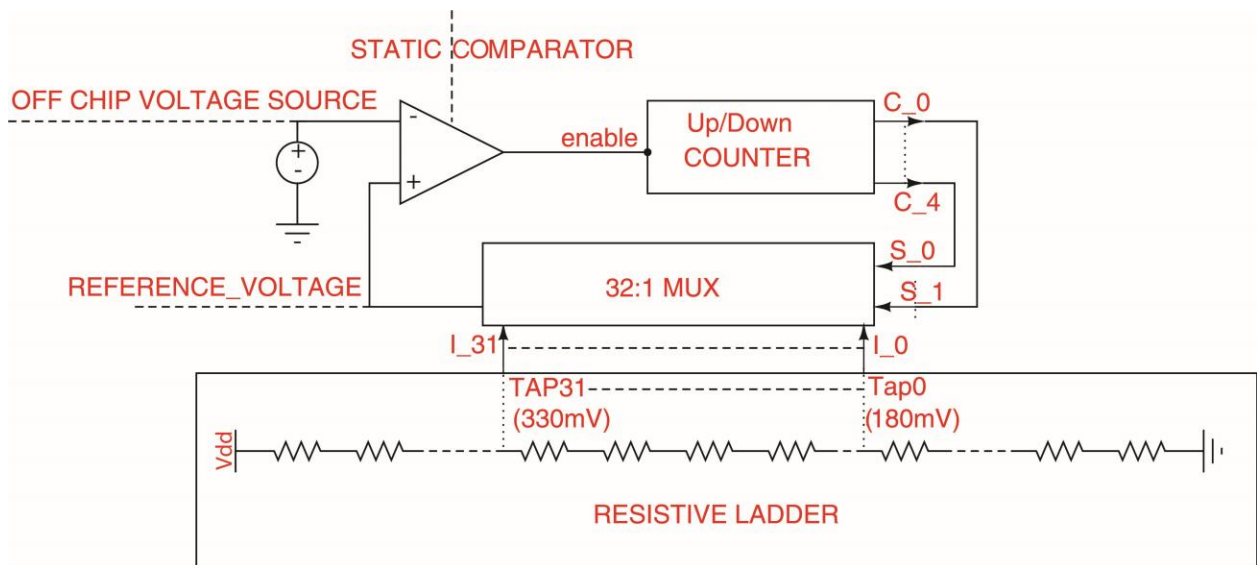 STATIC COMPARATOR
OFF CHIP VOLTAGE SOURCE
-
+
+
-
enable
Up/Down
COUNTER
C_0
C_4
S_0
S_1
REFERENCE_VOLTAGE
32:1 MUX
I_31
I_0
TAP31
(330mV)
Tap0
(180mV)
Vdd
RESISTIVE LADDER